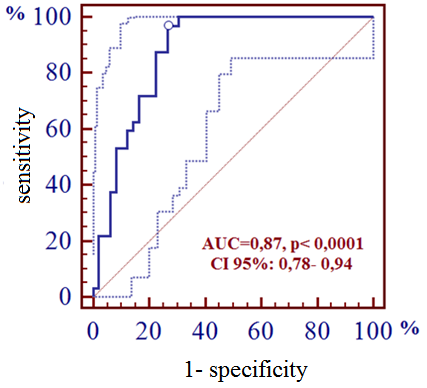 %
100
80
60
40
20
0
sensitivity
AUC=0,87, p< 0,0001
CI 95%: 0,78- 0,94
0 20 40 60 80 100 %
1- specificity